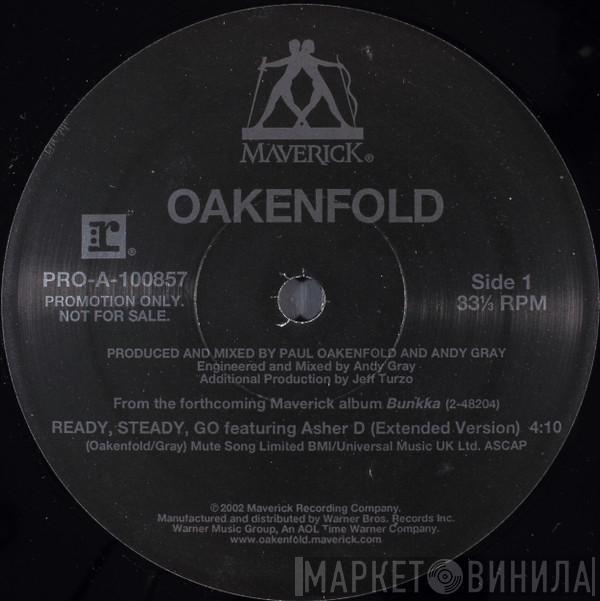 MAVERICK®
OAKENFOLD
r®
PRO-A-100857
PROMOTION ONLY.
NOT FOR SALE.
Side 1
33⅓ RPM
PRODUCED AND MIXED BY PAUL OAKENFOLD AND ANDY GRAY
Engineered and Mixed by Andy Gray
Additional Production by Jeff Turzo
From the forthcoming Maverick album Bunkka (2-48204)
READY, STEADY, GO featuring Asher D (Extended Version) 4:10
(Oakenfold/Gray) Mute Song Limited BMI/Universal Music UK Ltd. ASCAP
℗2002 Maverick Recording Company.
Manufactured and distributed by Warner Bros. Records Inc.
Warner Music Group, An AOL Time Warner Company.
www.oakenfold.maverick.com
МАРКЕТ ВИНИЛА